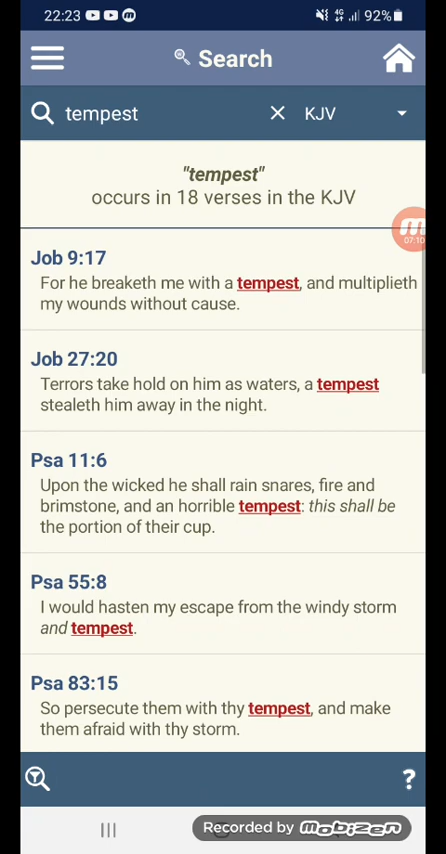 22:23 4G 92%
Search
tempest KJV
"tempest"
occurs in 18 verses in the KJV
m
07:10
Job 9:17
For he breaketh me with a tempest, and multiplieth
my wounds without cause.
Job 27:20
Terrors take hold on him as waters, a tempest
stealeth him away in the night.
Psa 11:6
Upon the wicked he shall rain snares, fire and
brimstone, and an horrible tempest: this shall be
the portion of their cup.
Psa 55:8
I would hasten my escape from the windy storm
and tempest.
Psa 83:15
So persecute them with thy tempest, and make
them afraid with thy storm.
?
Recorded by mobizen